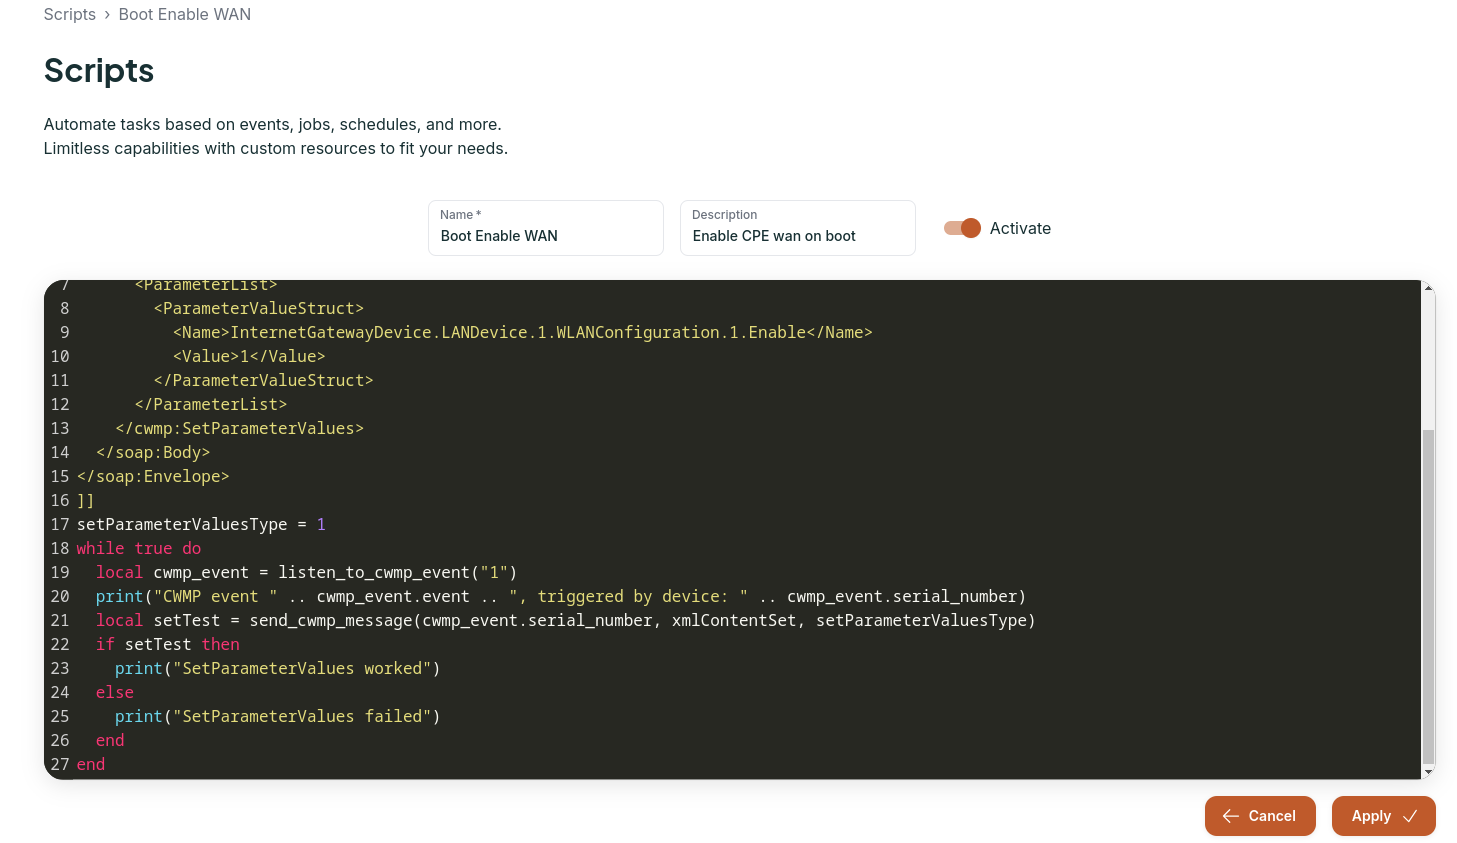 Scripts › Boot Enable WAN
Scripts
Automate tasks based on events, jobs, schedules, and more.
Limitless capabilities with custom resources to fit your needs.
Name *
Boot Enable WAN
Description
Enable CPE wan on boot
Activate
7       <ParameterList>
8         <ParameterValueStruct>
9           <Name>InternetGatewayDevice.LANDevice.1.WLANConfiguration.1.Enable</Name>
10           <Value>1</Value>
11         </ParameterValueStruct>
12       </ParameterList>
13     </cwmp:SetParameterValues>
14   </soap:Body>
15 </soap:Envelope>
16 ]]
17 setParameterValuesType = 1
18 while true do
19   local cwmp_event = listen_to_cwmp_event("1")
20   print("CWMP event " .. cwmp_event.event .. ", triggered by device: " .. cwmp_event.serial_number)
21   local setTest = send_cwmp_message(cwmp_event.serial_number, xmlContentSet, setParameterValuesType)
22   if setTest then
23     print("SetParameterValues worked")
24   else
25     print("SetParameterValues failed")
26   end
27 end
Cancel
Apply